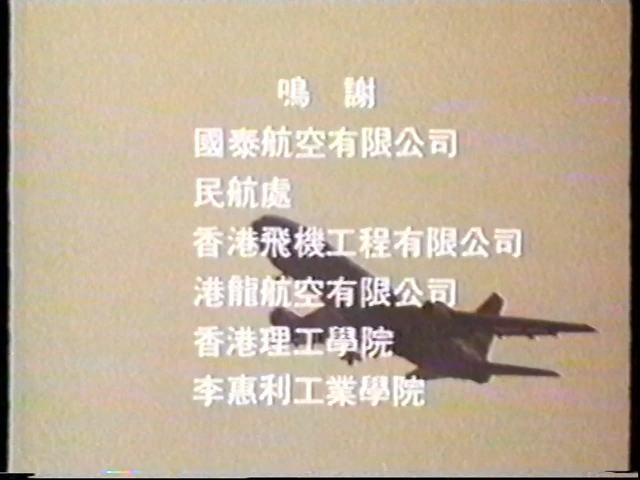 鳴 謝
國泰航空有限公司
民航處
香港飛機工程有限公司
港龍航空有限公司
香港理工學院
李惠利工業學院